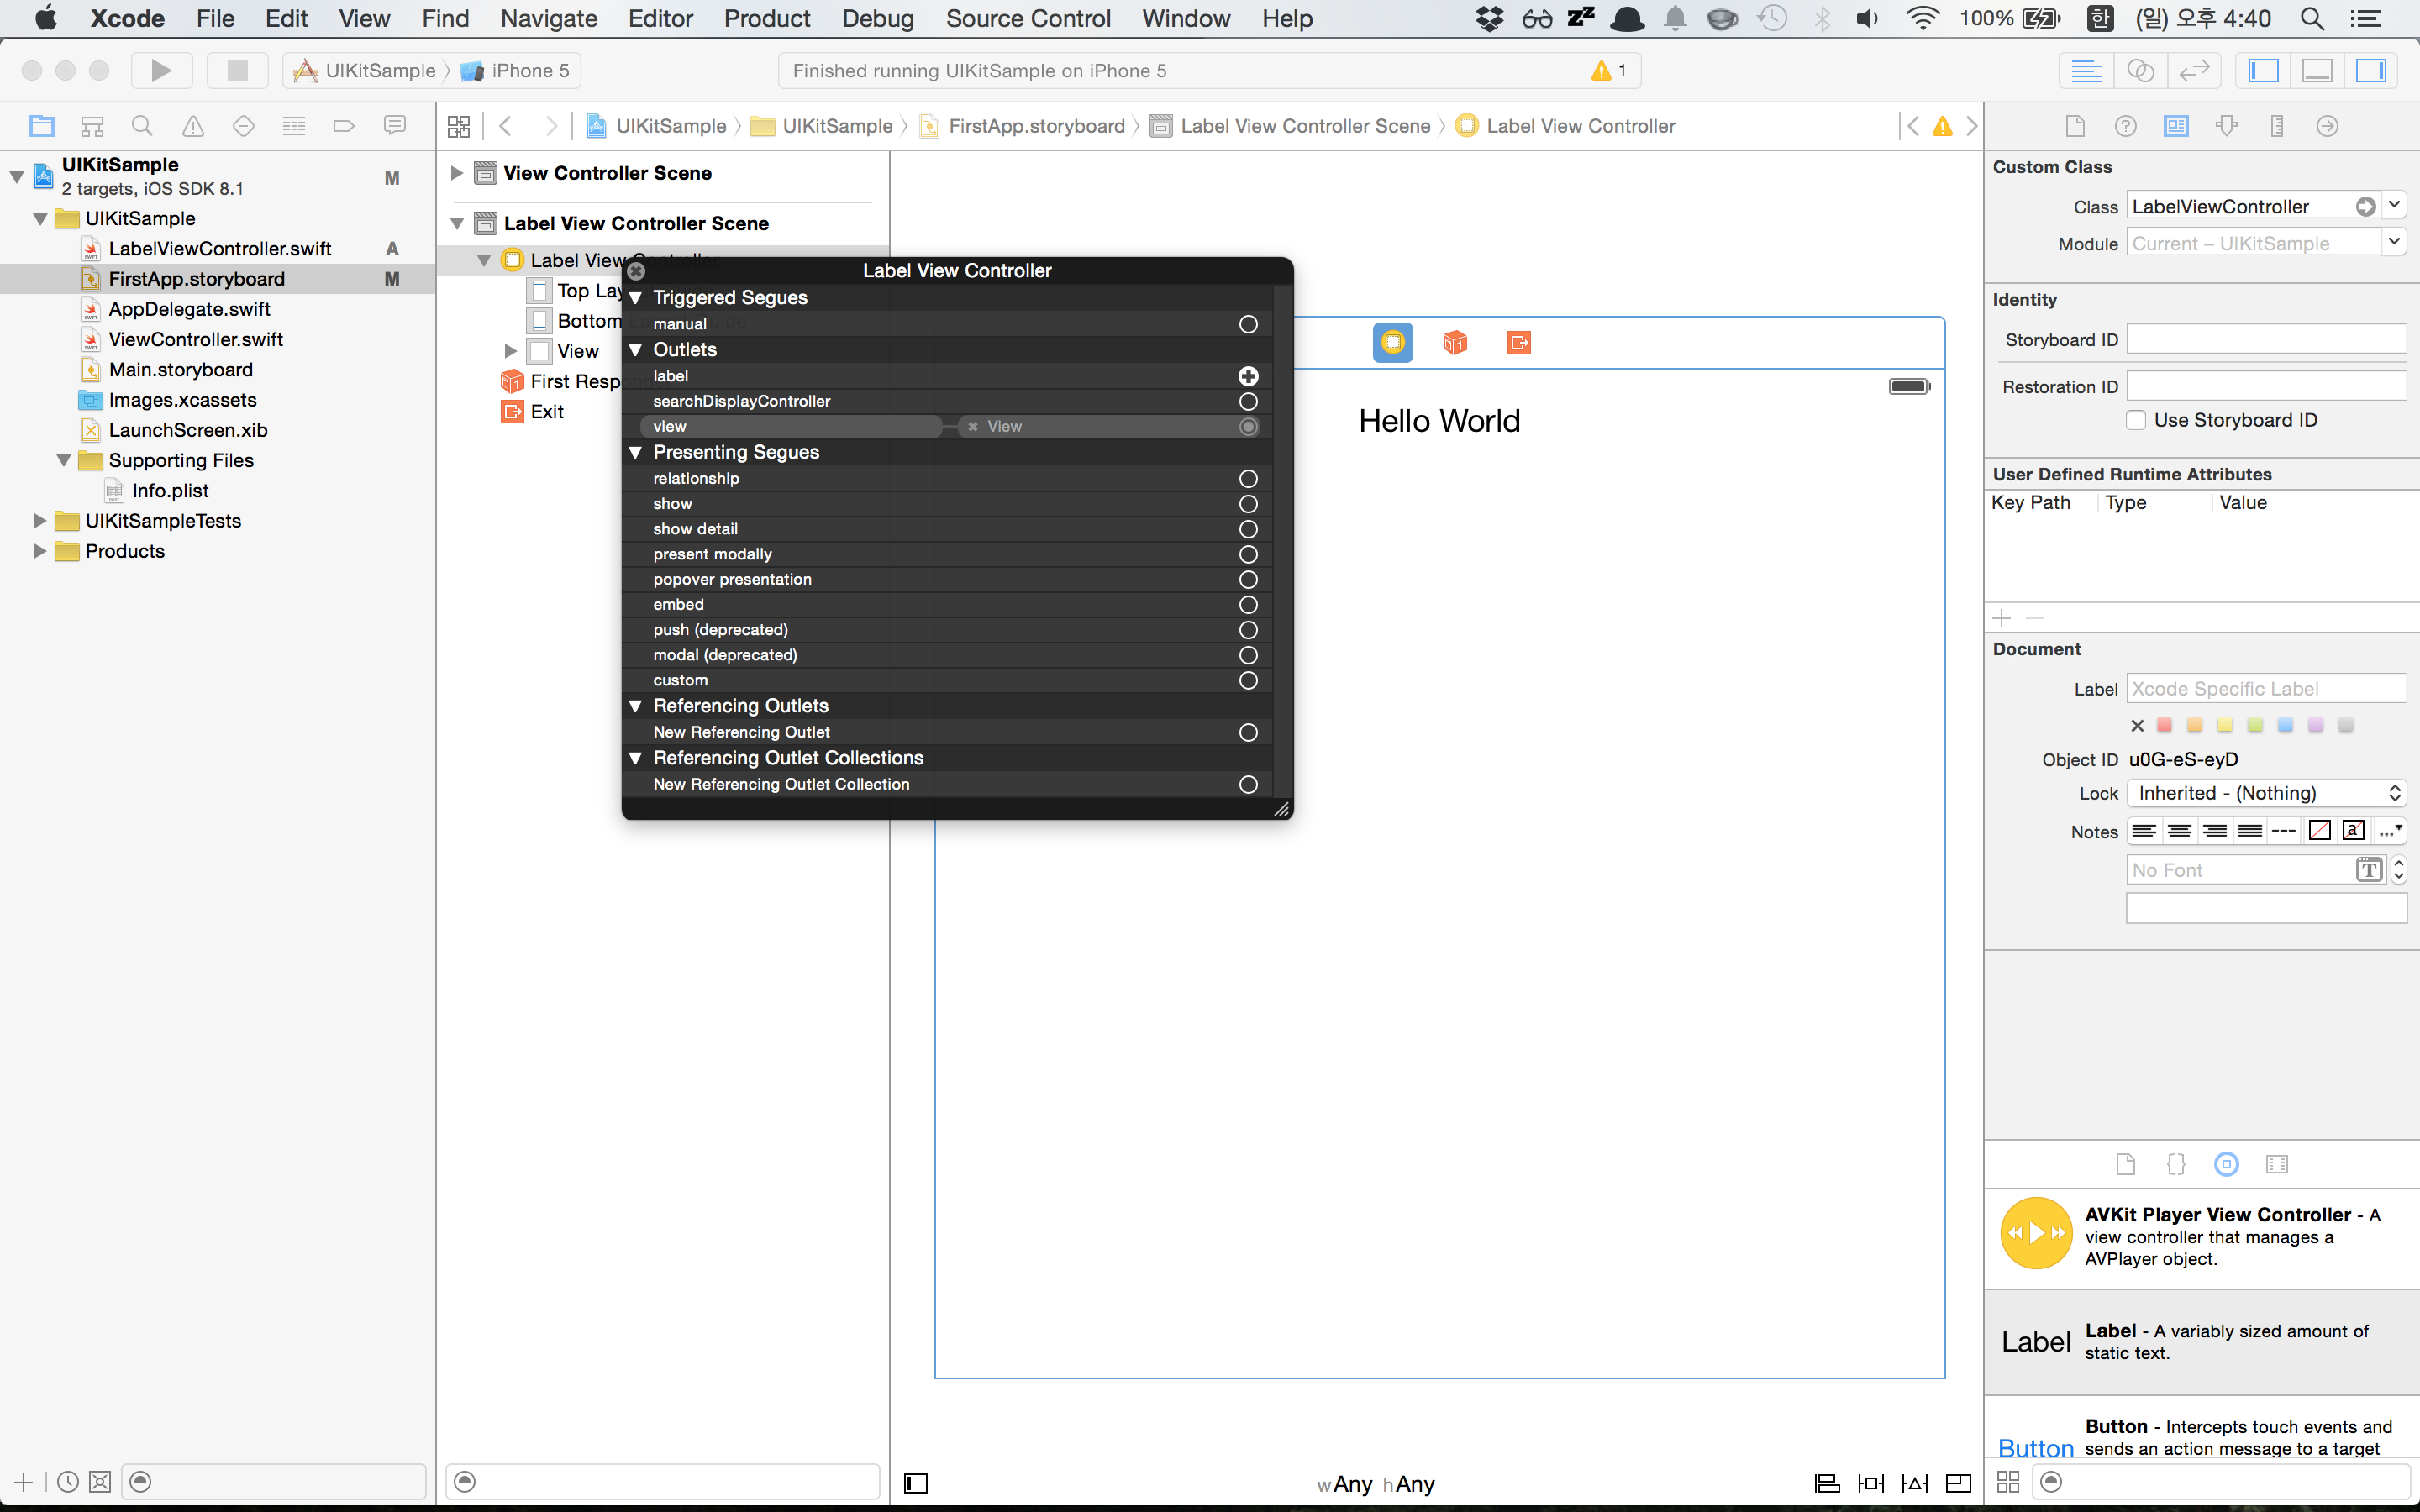 Xcode File Edit View Find Navigate Editor Product Debug Source Control Window Help 100% 한 (일) 오후 4:40
UIKitSample iPhone 5
Finished running UIKitSample on iPhone 5 1
UIKitSample UIKitSample FirstApp.storyboard Label View Controller Scene Label View Controller
UIKitSample
2 targets, iOS SDK 8.1 M
UIKitSample
LabelViewController.swift A
FirstApp.storyboard M
AppDelegate.swift
ViewController.swift
Main.storyboard
Images.xcassets
LaunchScreen.xib
Supporting Files
Info.plist
UIKitSampleTests
Products
View Controller Scene
Label View Controller Scene
Label View Controller
Top Lay
Bottom
View
First Resp
Exit
Label View Controller
Triggered Segues
manual
Outlets
label
searchDisplayController
view View
Presenting Segues
relationship
show
show detail
present modally
popover presentation
embed
push (deprecated)
modal (deprecated)
custom
Referencing Outlets
New Referencing Outlet
Referencing Outlet Collections
New Referencing Outlet Collection
Hello World
wAny hAny
Custom Class
Class LabelViewController
Module Current – UIKitSample
Identity
Storyboard ID
Restoration ID
Use Storyboard ID
User Defined Runtime Attributes
Key Path Type Value
Document
Label Xcode Specific Label
Object ID u0G-eS-eyD
Lock Inherited - (Nothing)
Notes
No Font
AVKit Player View Controller - A
view controller that manages a
AVPlayer object.
Label
Label - A variably sized amount of
static text.
Button
Button - Intercepts touch events and
sends an action message to a target